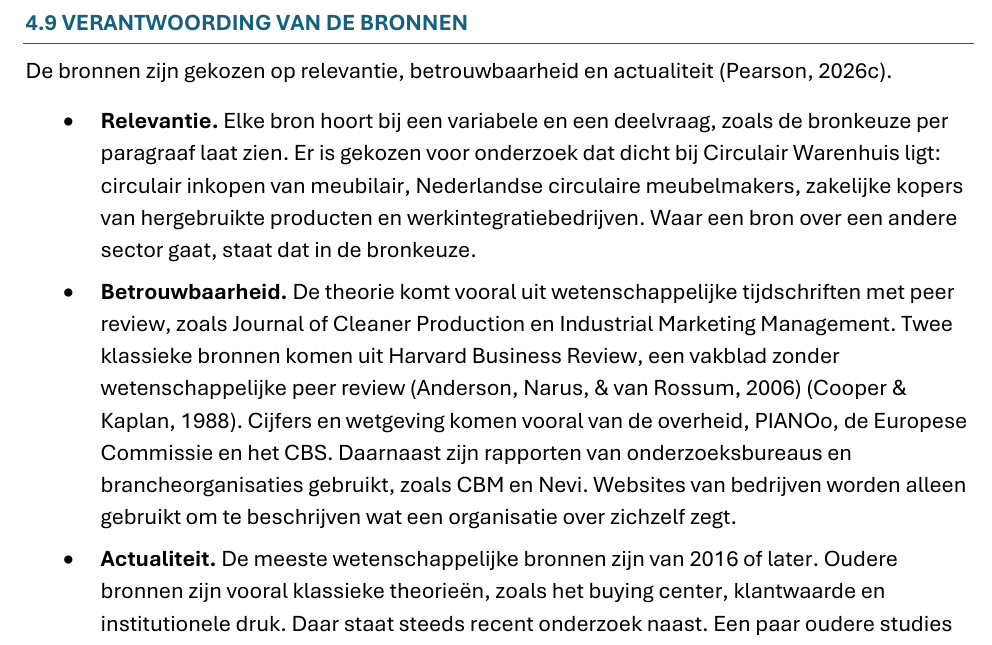 4.9 VERANTWOORDING VAN DE BRONNEN
De bronnen zijn gekozen op relevantie, betrouwbaarheid en actualiteit (Pearson, 2026c).
• Relevantie. Elke bron hoort bij een variabele en een deelvraag, zoals de bronkeuze per
paragraaf laat zien. Er is gekozen voor onderzoek dat dicht bij Circulair Warenhuis ligt:
circulair inkopen van meubilair, Nederlandse circulaire meubelmakers, zakelijke kopers
van hergebruikte producten en werkintegratiebedrijven. Waar een bron over een andere
sector gaat, staat dat in de bronkeuze.
• Betrouwbaarheid. De theorie komt vooral uit wetenschappelijke tijdschriften met peer
review, zoals Journal of Cleaner Production en Industrial Marketing Management. Twee
klassieke bronnen komen uit Harvard Business Review, een vakblad zonder
wetenschappelijke peer review (Anderson, Narus, & van Rossum, 2006) (Cooper &
Kaplan, 1988). Cijfers en wetgeving komen vooral van de overheid, PIANOo, de Europese
Commissie en het CBS. Daarnaast zijn rapporten van onderzoeksbureaus en
brancheorganisaties gebruikt, zoals CBM en Nevi. Websites van bedrijven worden alleen
gebruikt om te beschrijven wat een organisatie over zichzelf zegt.
• Actualiteit. De meeste wetenschappelijke bronnen zijn van 2016 of later. Oudere
bronnen zijn vooral klassieke theorieën, zoals het buying center, klantwaarde en
institutionele druk. Daar staat steeds recent onderzoek naast. Een paar oudere studies